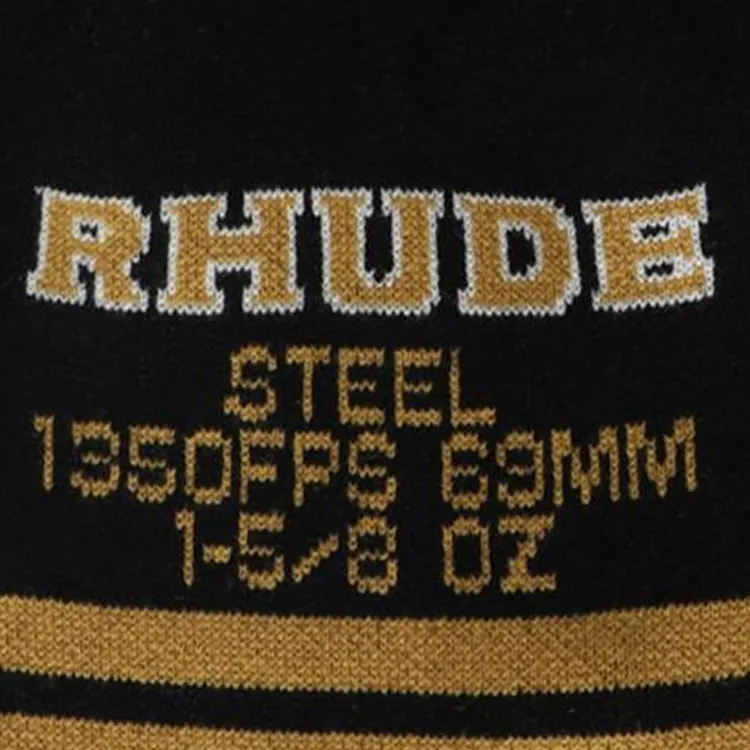 RHUDE
STEEL
1350FPS 69MM
1-5/8 OZ